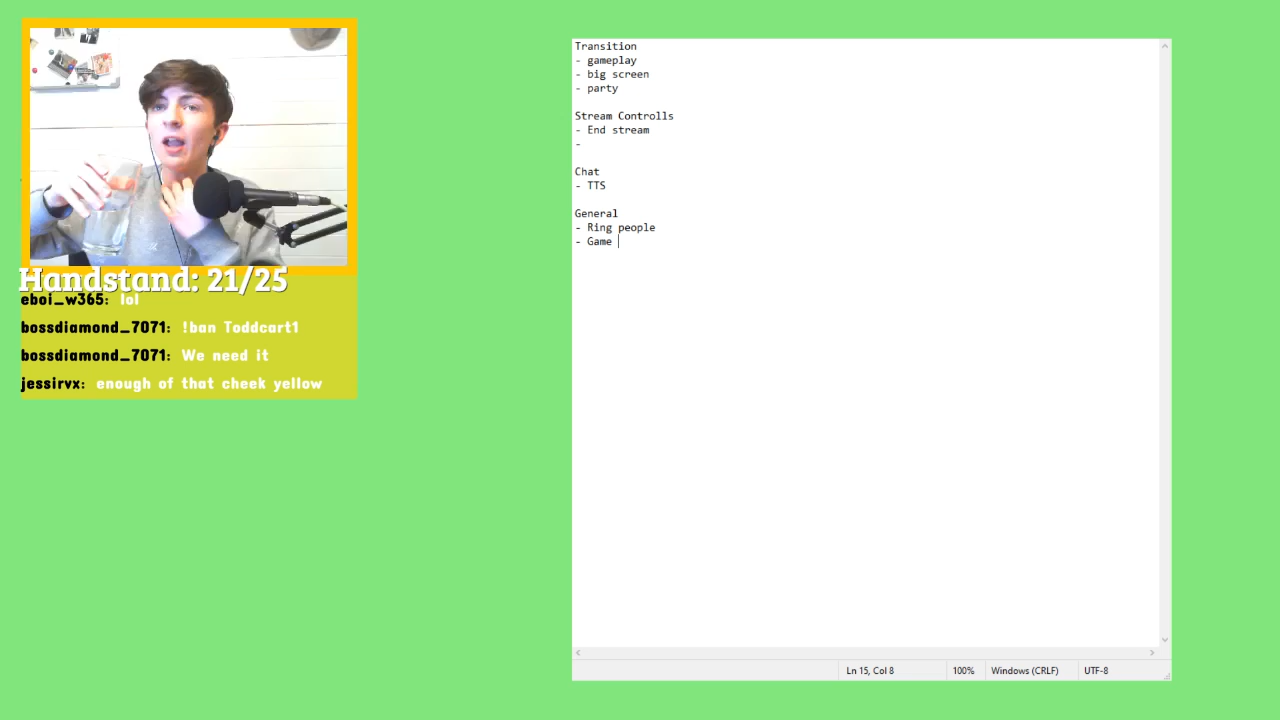 Handstand: 21/25
eboi_w365: lol
bossdiamond_7071: !ban Toddcart1
bossdiamond_7071: We need it
jessirvx: enough of that cheek yellow
Transition
- gameplay
- big screen
- party
Stream Controlls
- End stream
-
Chat
- TTS
General
- Ring people
- Game
Ln 15, Col 8
100%
Windows (CRLF)
UTF-8